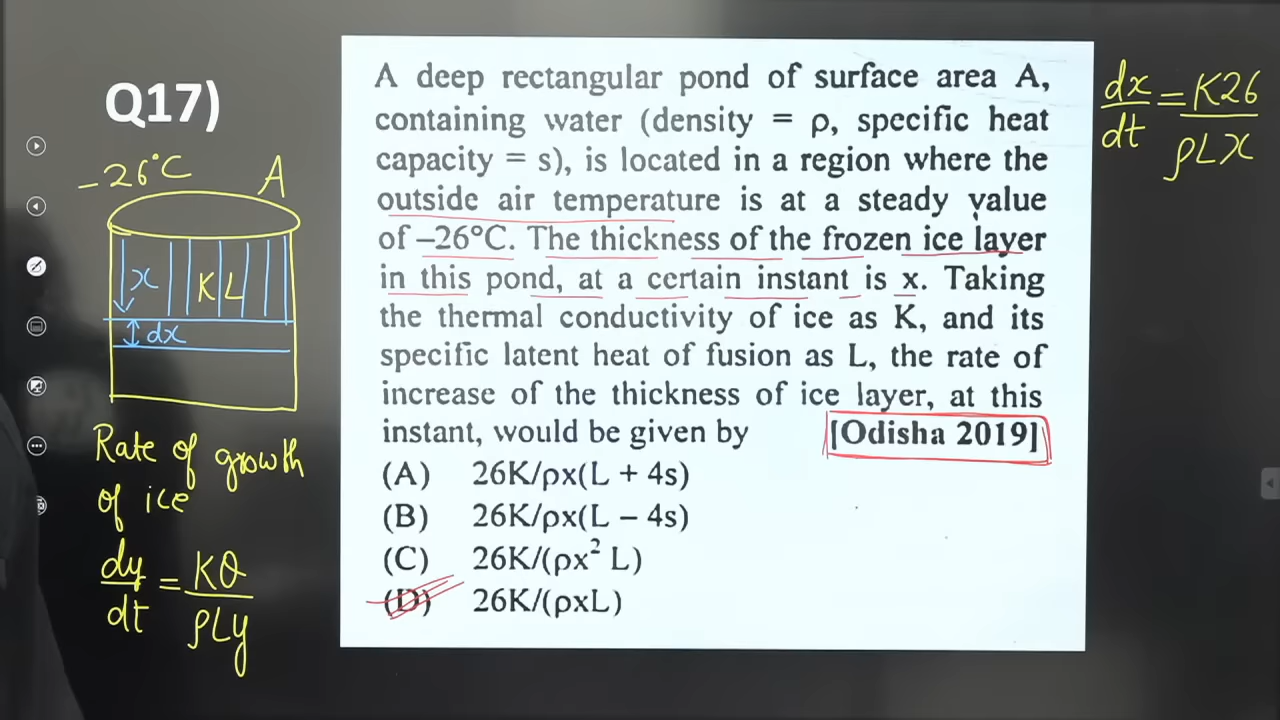 Q17)
-26°C A
x K L
dx
Rate of growth
of ice
dy/dt = Kθ/ρLy
A deep rectangular pond of surface area A,
containing water (density = ρ, specific heat
capacity = s), is located in a region where the
outside air temperature is at a steady value
of –26°C. The thickness of the frozen ice layer
in this pond, at a certain instant is x. Taking
the thermal conductivity of ice as K, and its
specific latent heat of fusion as L, the rate of
increase of the thickness of ice layer, at this
instant, would be given by [Odisha 2019]
(A) 26K/ρx(L + 4s)
(B) 26K/ρx(L – 4s)
(C) 26K/(ρx² L)
(D) 26K/(ρxL)
dx/dt = K26/ρLx